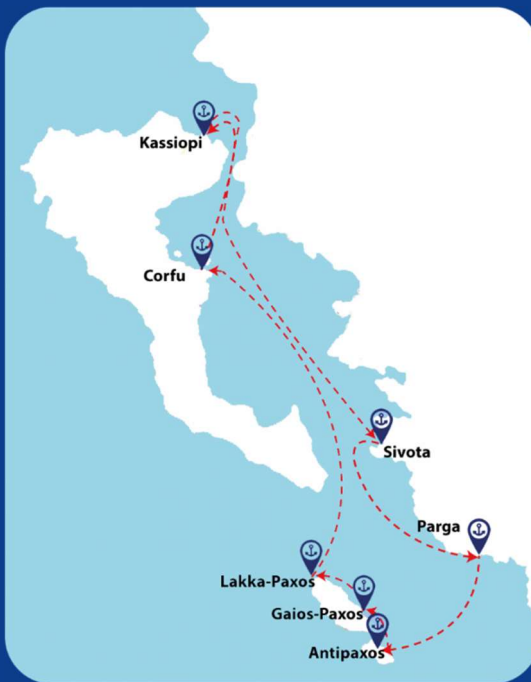 Kassiopi
Corfu
Sivota
Parga
Lakka-Paxos
Gaios-Paxos
Antipaxos